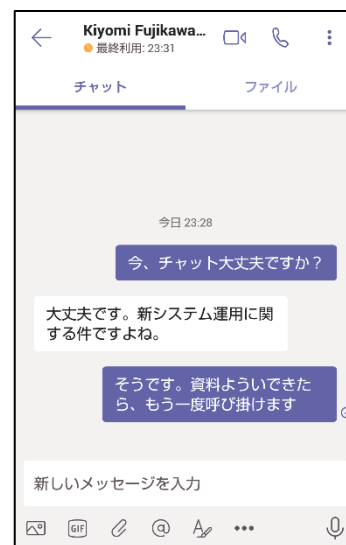 Kiyomi Fujikawa...
最終利用: 23:31
チャット
ファイル
今日 23:28
今、チャット大丈夫ですか？
大丈夫です。新システム運用に関
する件ですよね。
そうです。資料よういできた
ら、もう一度呼び掛けます
新しいメッセージを入力
GIF